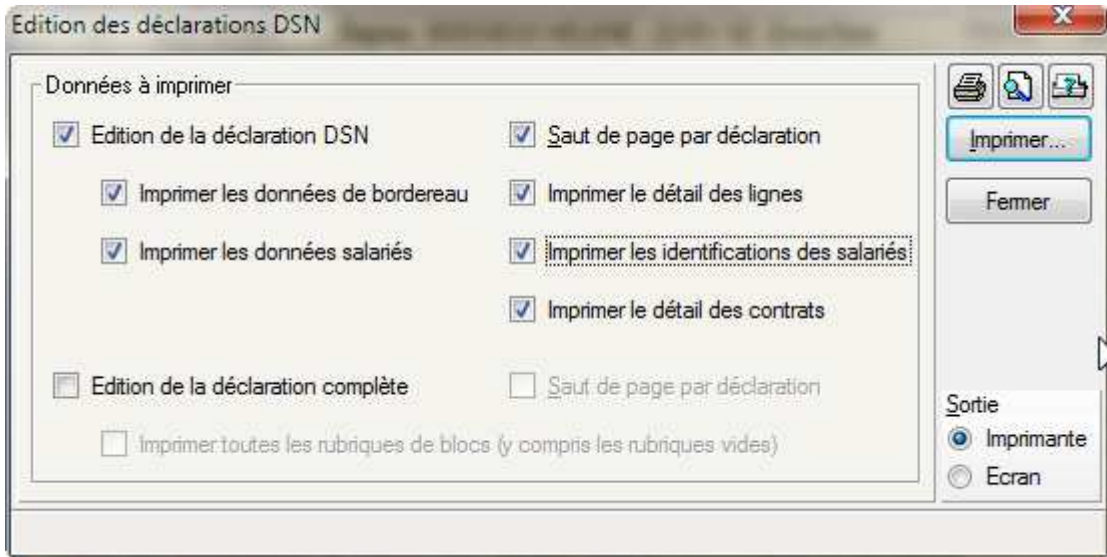 Edition des déclarations DSN
Données à imprimer
Edition de la déclaration DSN
Saut de page par déclaration
Imprimer...
Imprimer les données de bordereau
Imprimer le détail des lignes
Fermer
Imprimer les données salariés
Imprimer les identifications des salariés
Imprimer le détail des contrats
Edition de la déclaration complète
Saut de page par déclaration
Sortie
Imprimer toutes les rubriques de blocs (y compris les rubriques vides)
Imprimante
Ecran